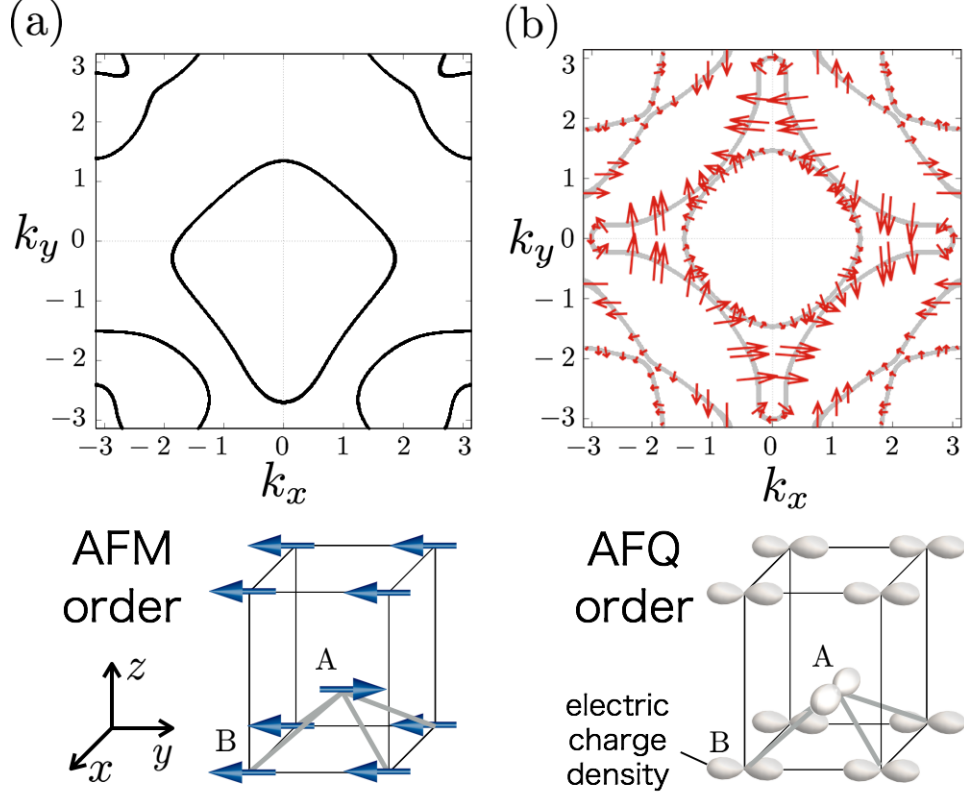 (a)
3
2
1
0
−1
−2
−3
k_y
−3 −2 −1 0 1 2 3
k_x
(b)
3
2
1
0
−1
−2
−3
k_y
−3 −2 −1 0 1 2 3
k_x
AFM
order
z
y
x
A
B
AFQ
order
A
B
electric
charge
density